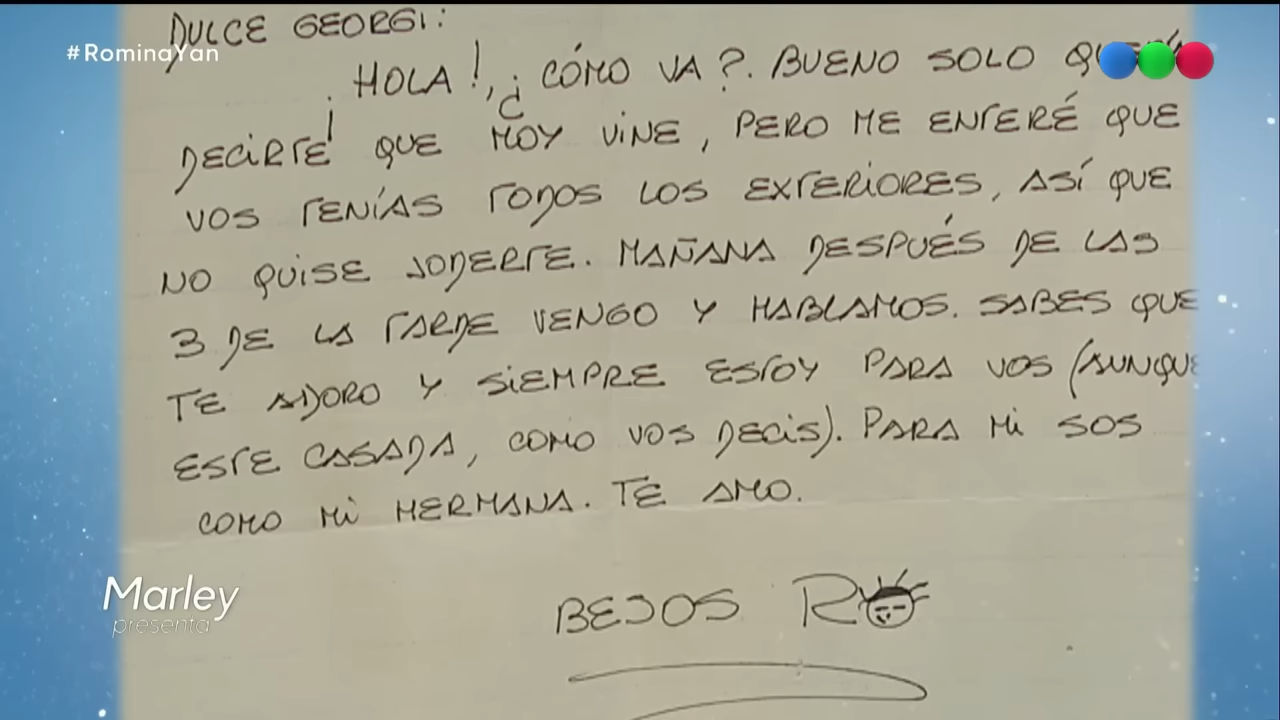 DULCE GEORGI:
#RominaYan
HOLA!, ¿CÓMO VA?. BUENO SOLO QUERÍA
DECIRTE QUE HOY VINE, PERO ME ENTERÉ QUE
VOS TENÍAS TODOS LOS EXTERIORES, ASÍ QUE
NO QUISE JODERTE. MAÑANA DESPUÉS DE LAS
3 DE LA TARDE VENGO Y HABLAMOS. SABES QUE
TE ADORO Y SIEMPRE ESTOY PARA VOS (AUNQUE
ESTE CASADA, COMO VOS DECIS). PARA MI SOS
COMO MI HERMANA. TE AMO.
BESOS RO
Marley
presenta